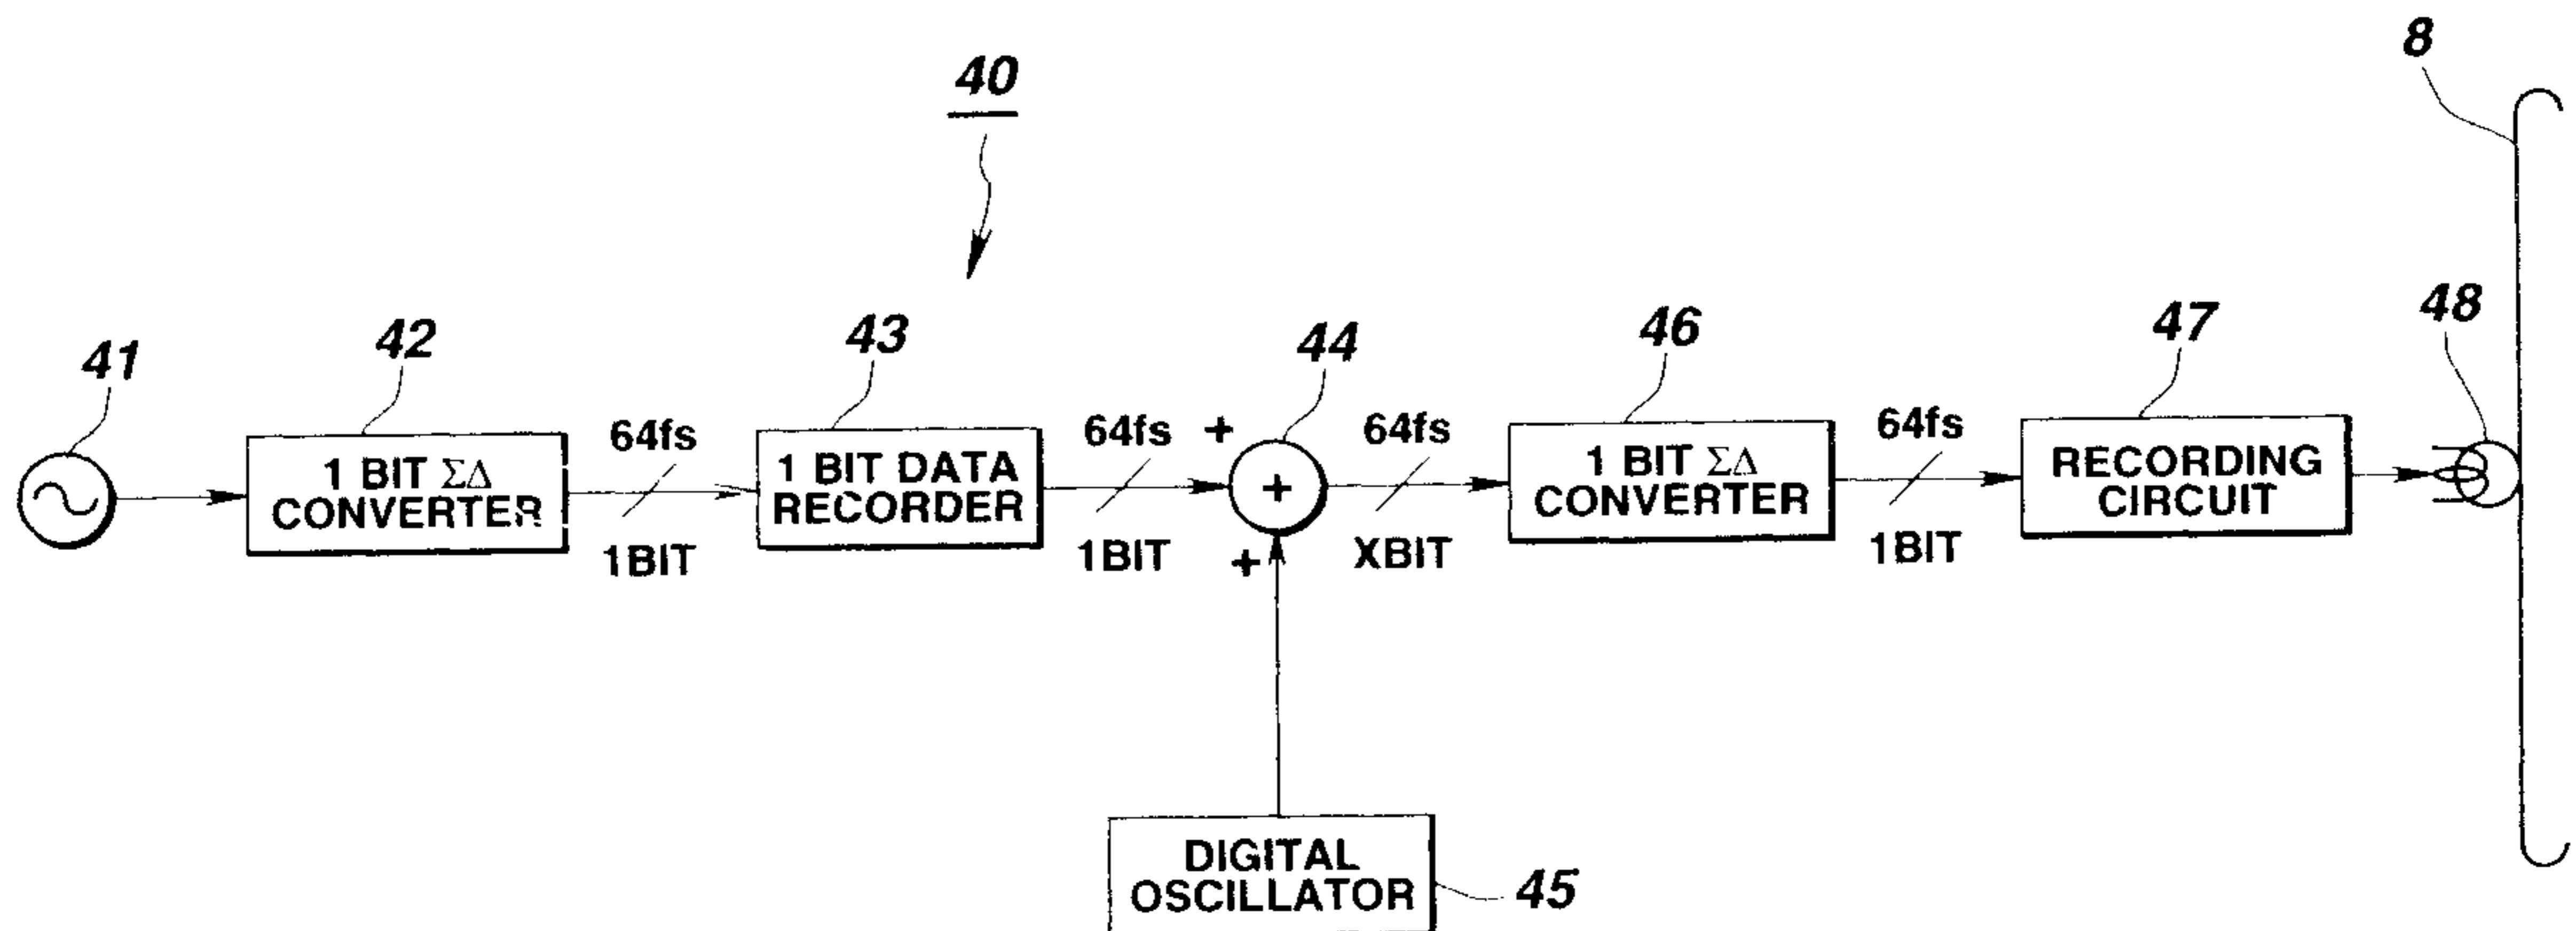 8
40
41
42
43
44
46
47
48
64fs
64fs
+
64fs
64fs
1 BIT ΣΔ
CONVERTER
1 BIT DATA
RECORDER
+
1 BIT ΣΔ
CONVERTER
RECORDING
CIRCUIT
1BIT
1BIT
+
XBIT
1BIT
DIGITAL
OSCILLATOR
45